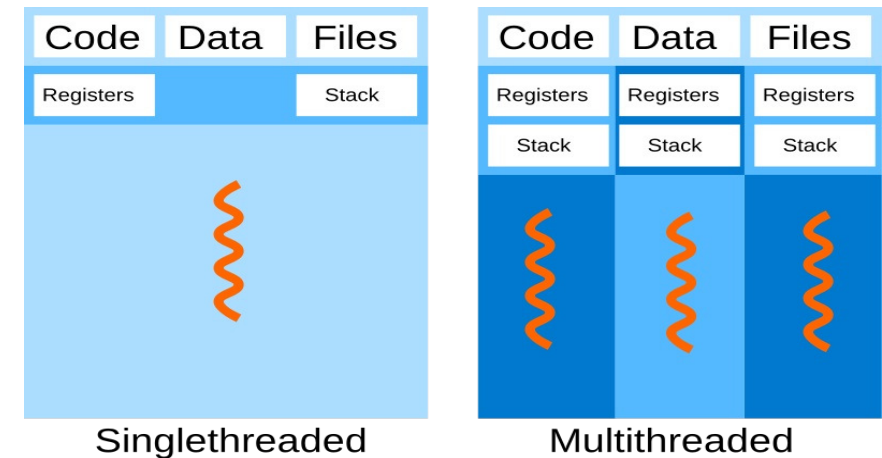 Code Data Files
Registers Stack
Singlethreaded
Code Data Files
Registers Registers Registers
Stack Stack Stack
Multithreaded